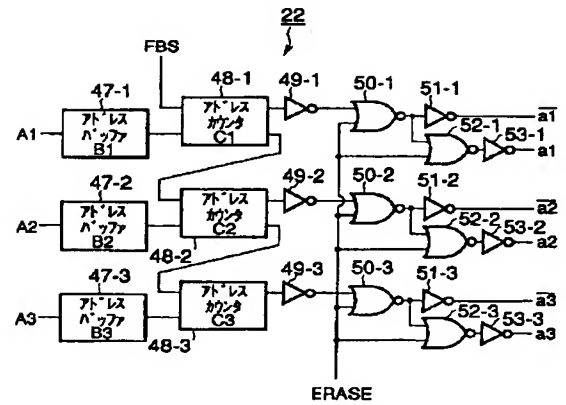 22
FBS
47-1
48-1
49-1
50-1
51-1
アドレス
バッファ
B1
アドレス
カウンタ
C1
A1
a1
52-1
53-1
a1
47-2
49-2
50-2
51-2
アドレス
バッファ
B2
アドレス
カウンタ
C2
A2
a2
52-2
53-2
a2
48-2
47-3
49-3
50-3
51-3
アドレス
バッファ
B3
アドレス
カウンタ
C3
A3
a3
52-3
53-3
a3
48-3
ERASE